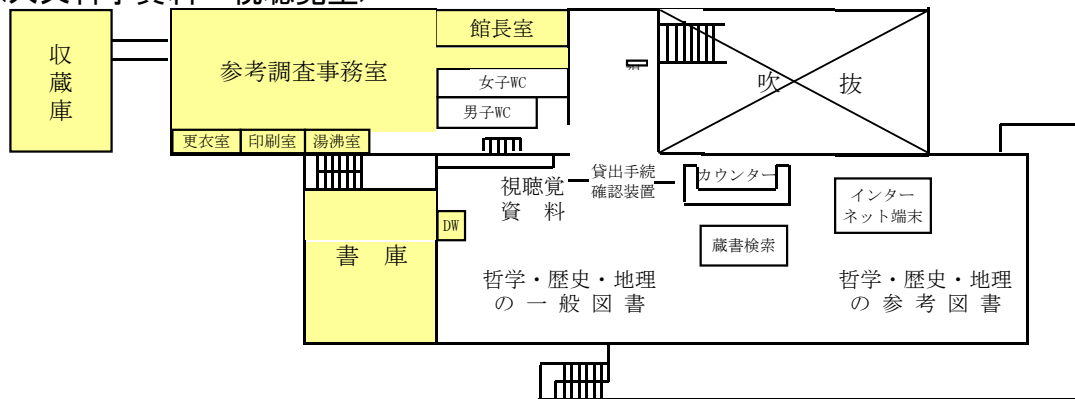 収
蔵
庫
館長室
参考調査事務室
女子WC
吹 抜
男子WC
更衣室
印刷室
湯沸室
視聴覚
資 料
貸出手続
確認装置
カウンター
インター
ネット端末
DW
蔵書検索
書 庫
哲学・歴史・地理
の 一 般 図 書
哲学・歴史・地理
の 参 考 図 書